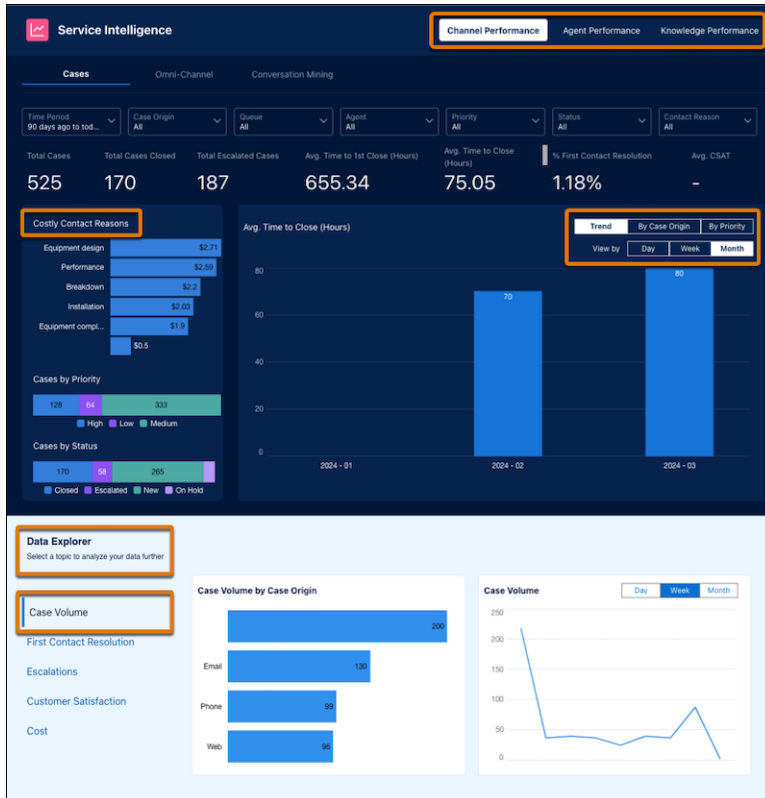 Service Intelligence
Channel Performance
Agent Performance
Knowledge Performance
Cases
Omni-Channel
Conversation Mining
Time Period
90 days ago to tod...
Case Origin
All
Queue
All
Agent
All
Priority
All
Status
All
Contact Reason
All
Total Cases
525
Total Cases Closed
170
Total Escalated Cases
187
Avg. Time to 1st Close (Hours)
655.34
Avg. Time to Close
(Hours)
75.05
% First Contact Resolution
1.18%
Avg. CSAT
-
Costly Contact Reasons
Equipment design
$2.71
Performance
$2.59
Breakdown
$2.2
Installation
$2.03
Equipment compl...
$1.9
$0.5
Cases by Priority
128 64 333
High Low Medium
Cases by Status
170 58 265
Closed Escalated New On Hold
Avg. Time to Close (Hours)
Trend By Case Origin By Priority
View by Day Week Month
80
60
40
20
0
70
80
2024 - 01
2024 - 02
2024 - 03
Data Explorer
Select a topic to analyze your data further
Case Volume
First Contact Resolution
Escalations
Customer Satisfaction
Cost
Case Volume by Case Origin
200
Email
130
Phone
99
Web
96
Case Volume
Day Week Month
250
200
150
100
50
0